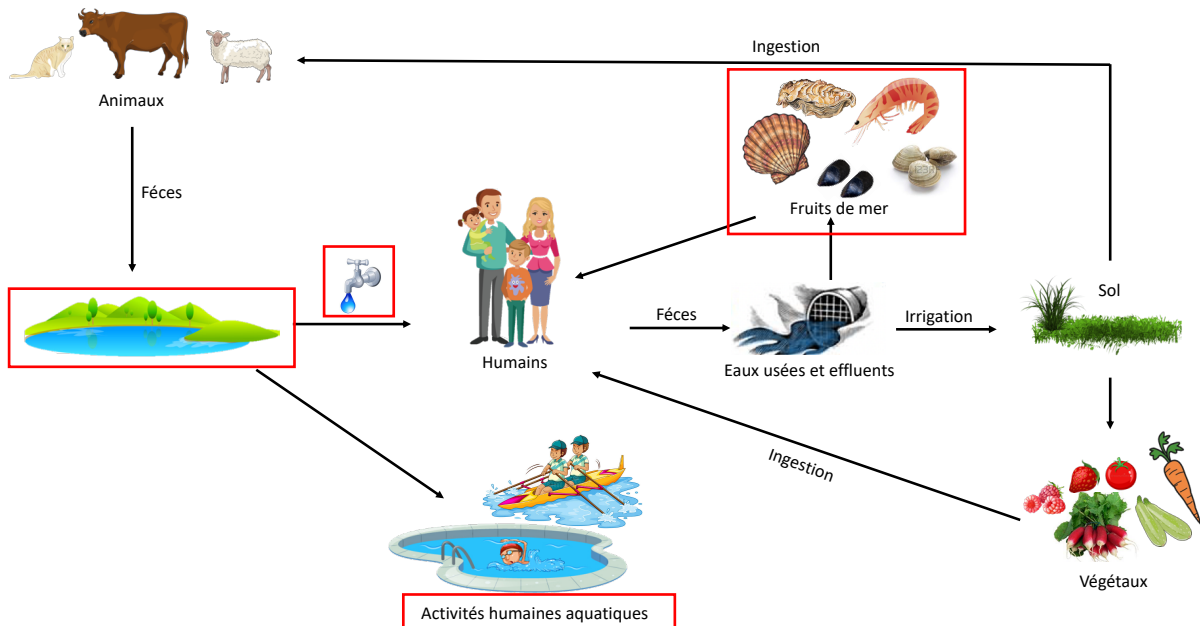 Ingestion
Animaux
Féces
Fruits de mer
Humains
Féces
Eaux usées et effluents
Irrigation
Sol
Ingestion
Végétaux
Activités humaines aquatiques